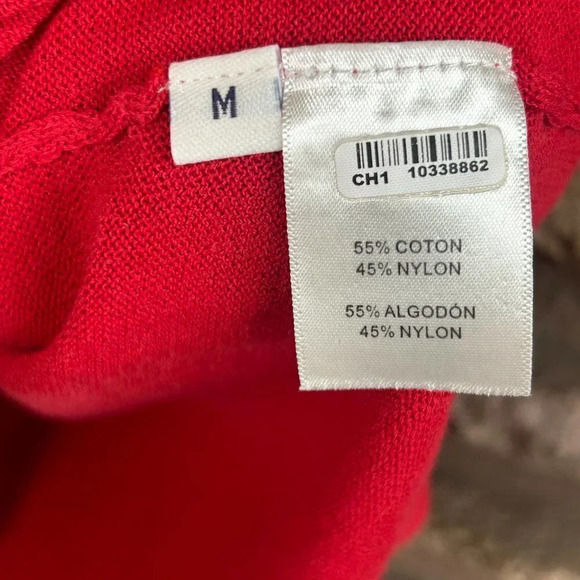 M
CH1 10338862
55% COTON
45% NYLON
55% ALGODÓN
45% NYLON